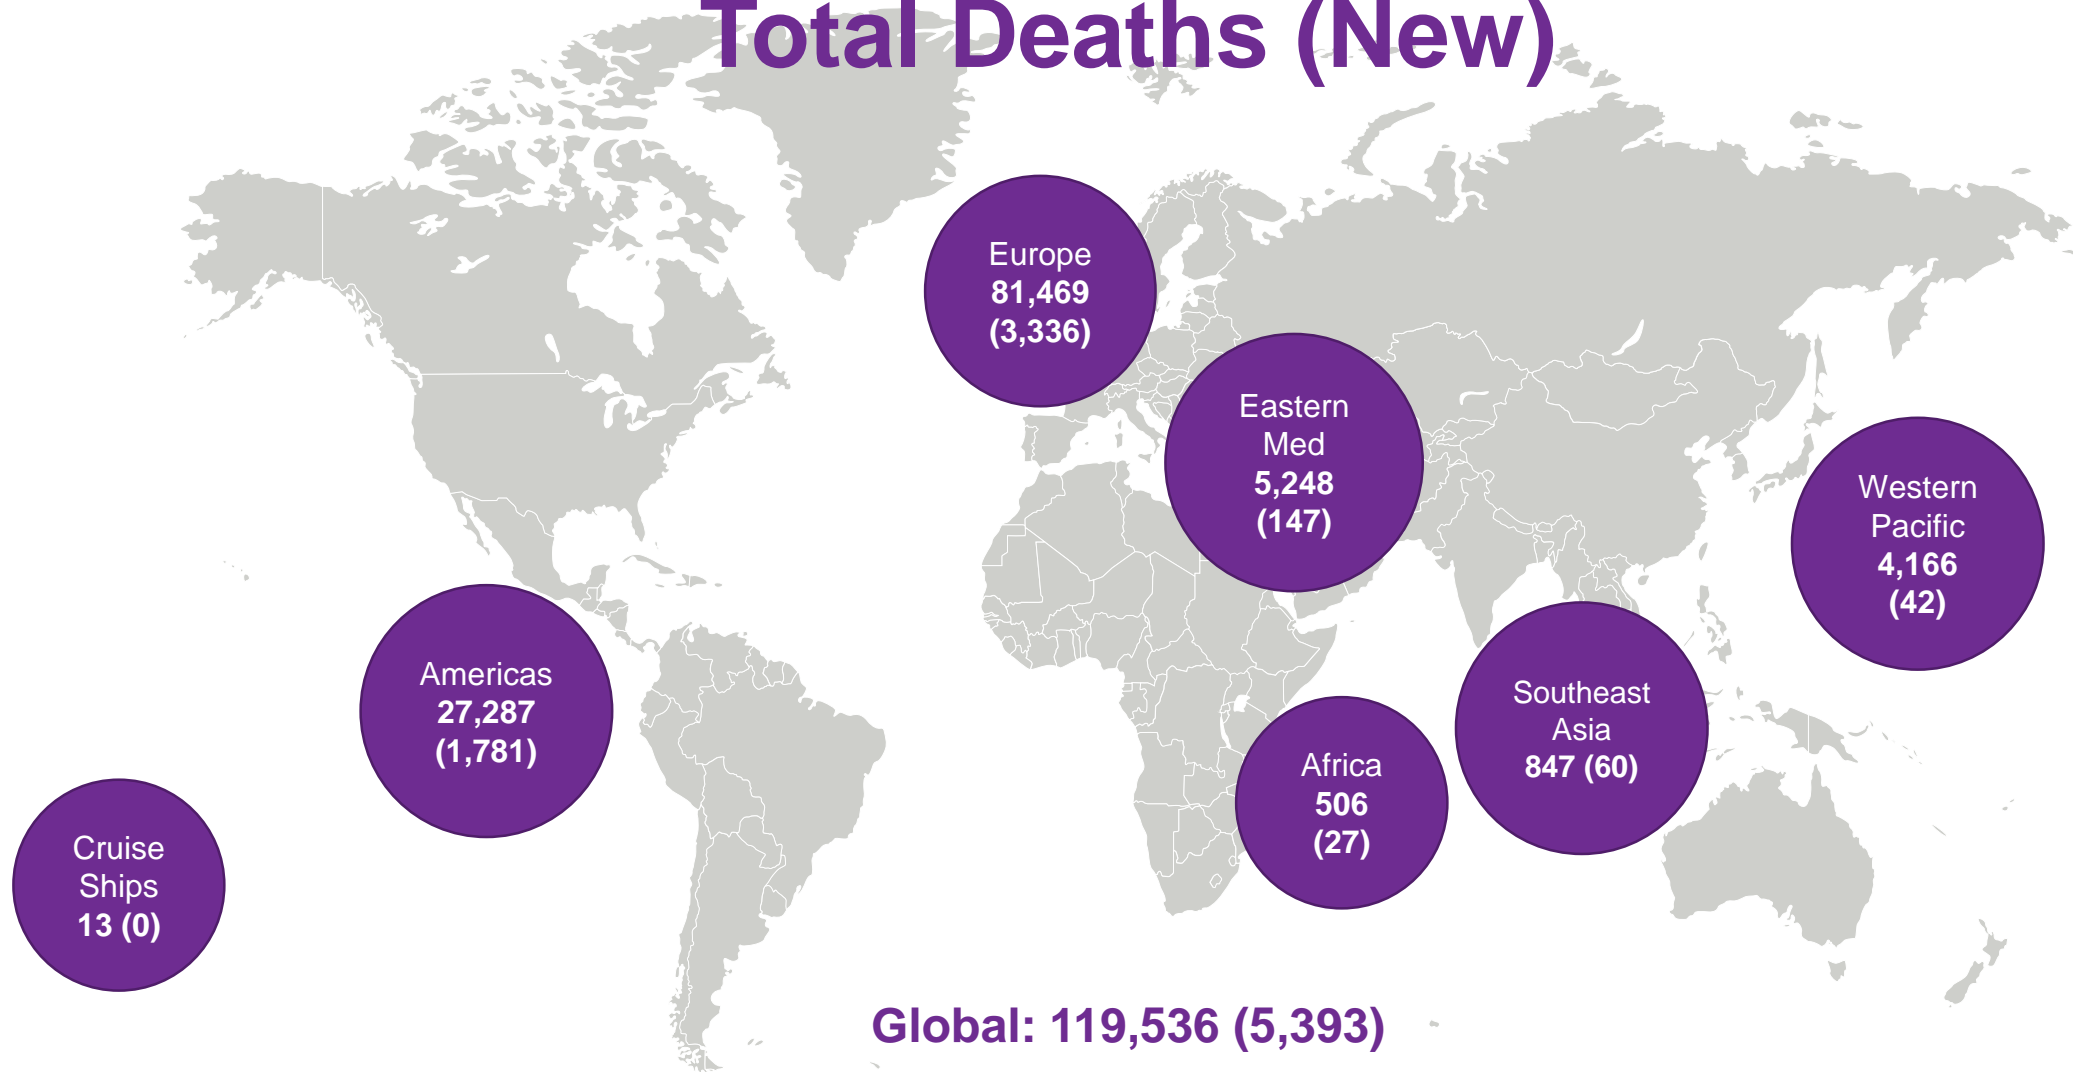 Total Deaths (New)
Europe
81,469
(3,336)
Eastern
Med
5,248
(147)
Western
Pacific
4,166
(42)
Americas
27,287
(1,781)
Southeast
Asia
847 (60)
Africa
506
(27)
Cruise
Ships
13 (0)
Global: 119,536 (5,393)